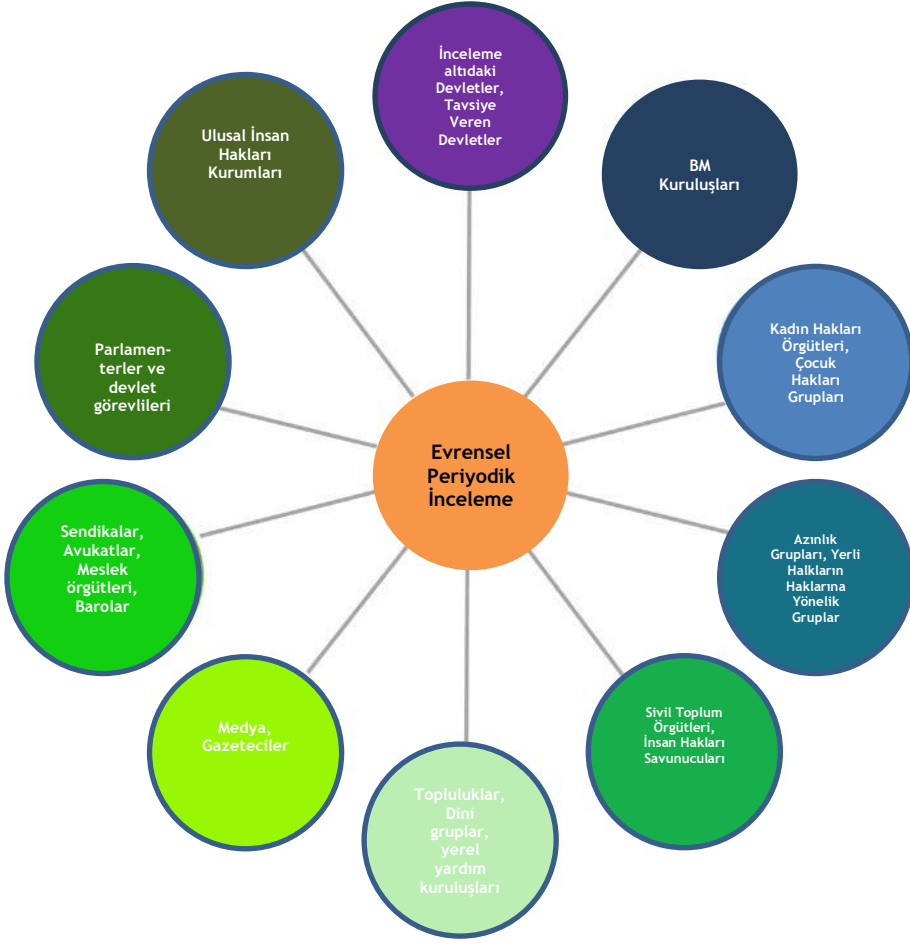 İnceleme
altıdaki
Devletler,
Tavsiye
Veren
Devletler
BM
Kuruluşları
Kadın Hakları
Örgütleri,
Çocuk
Hakları
Grupları
Azınlık
Grupları, Yerli
Halkların
Haklarına
Yönelik
Gruplar
Sivil Toplum
Örgütleri,
İnsan Hakları
Savunucuları
Topluluklar,
Dini
gruplar,
yerel
yardım
kuruluşları
Medya,
Gazeteciler
Sendikalar,
Avukatlar,
Meslek
örgütleri,
Barolar
Parlamen-
terler ve
devlet
görevlileri
Ulusal İnsan
Hakları
Kurumları
Evrensel
Periyodik
İnceleme